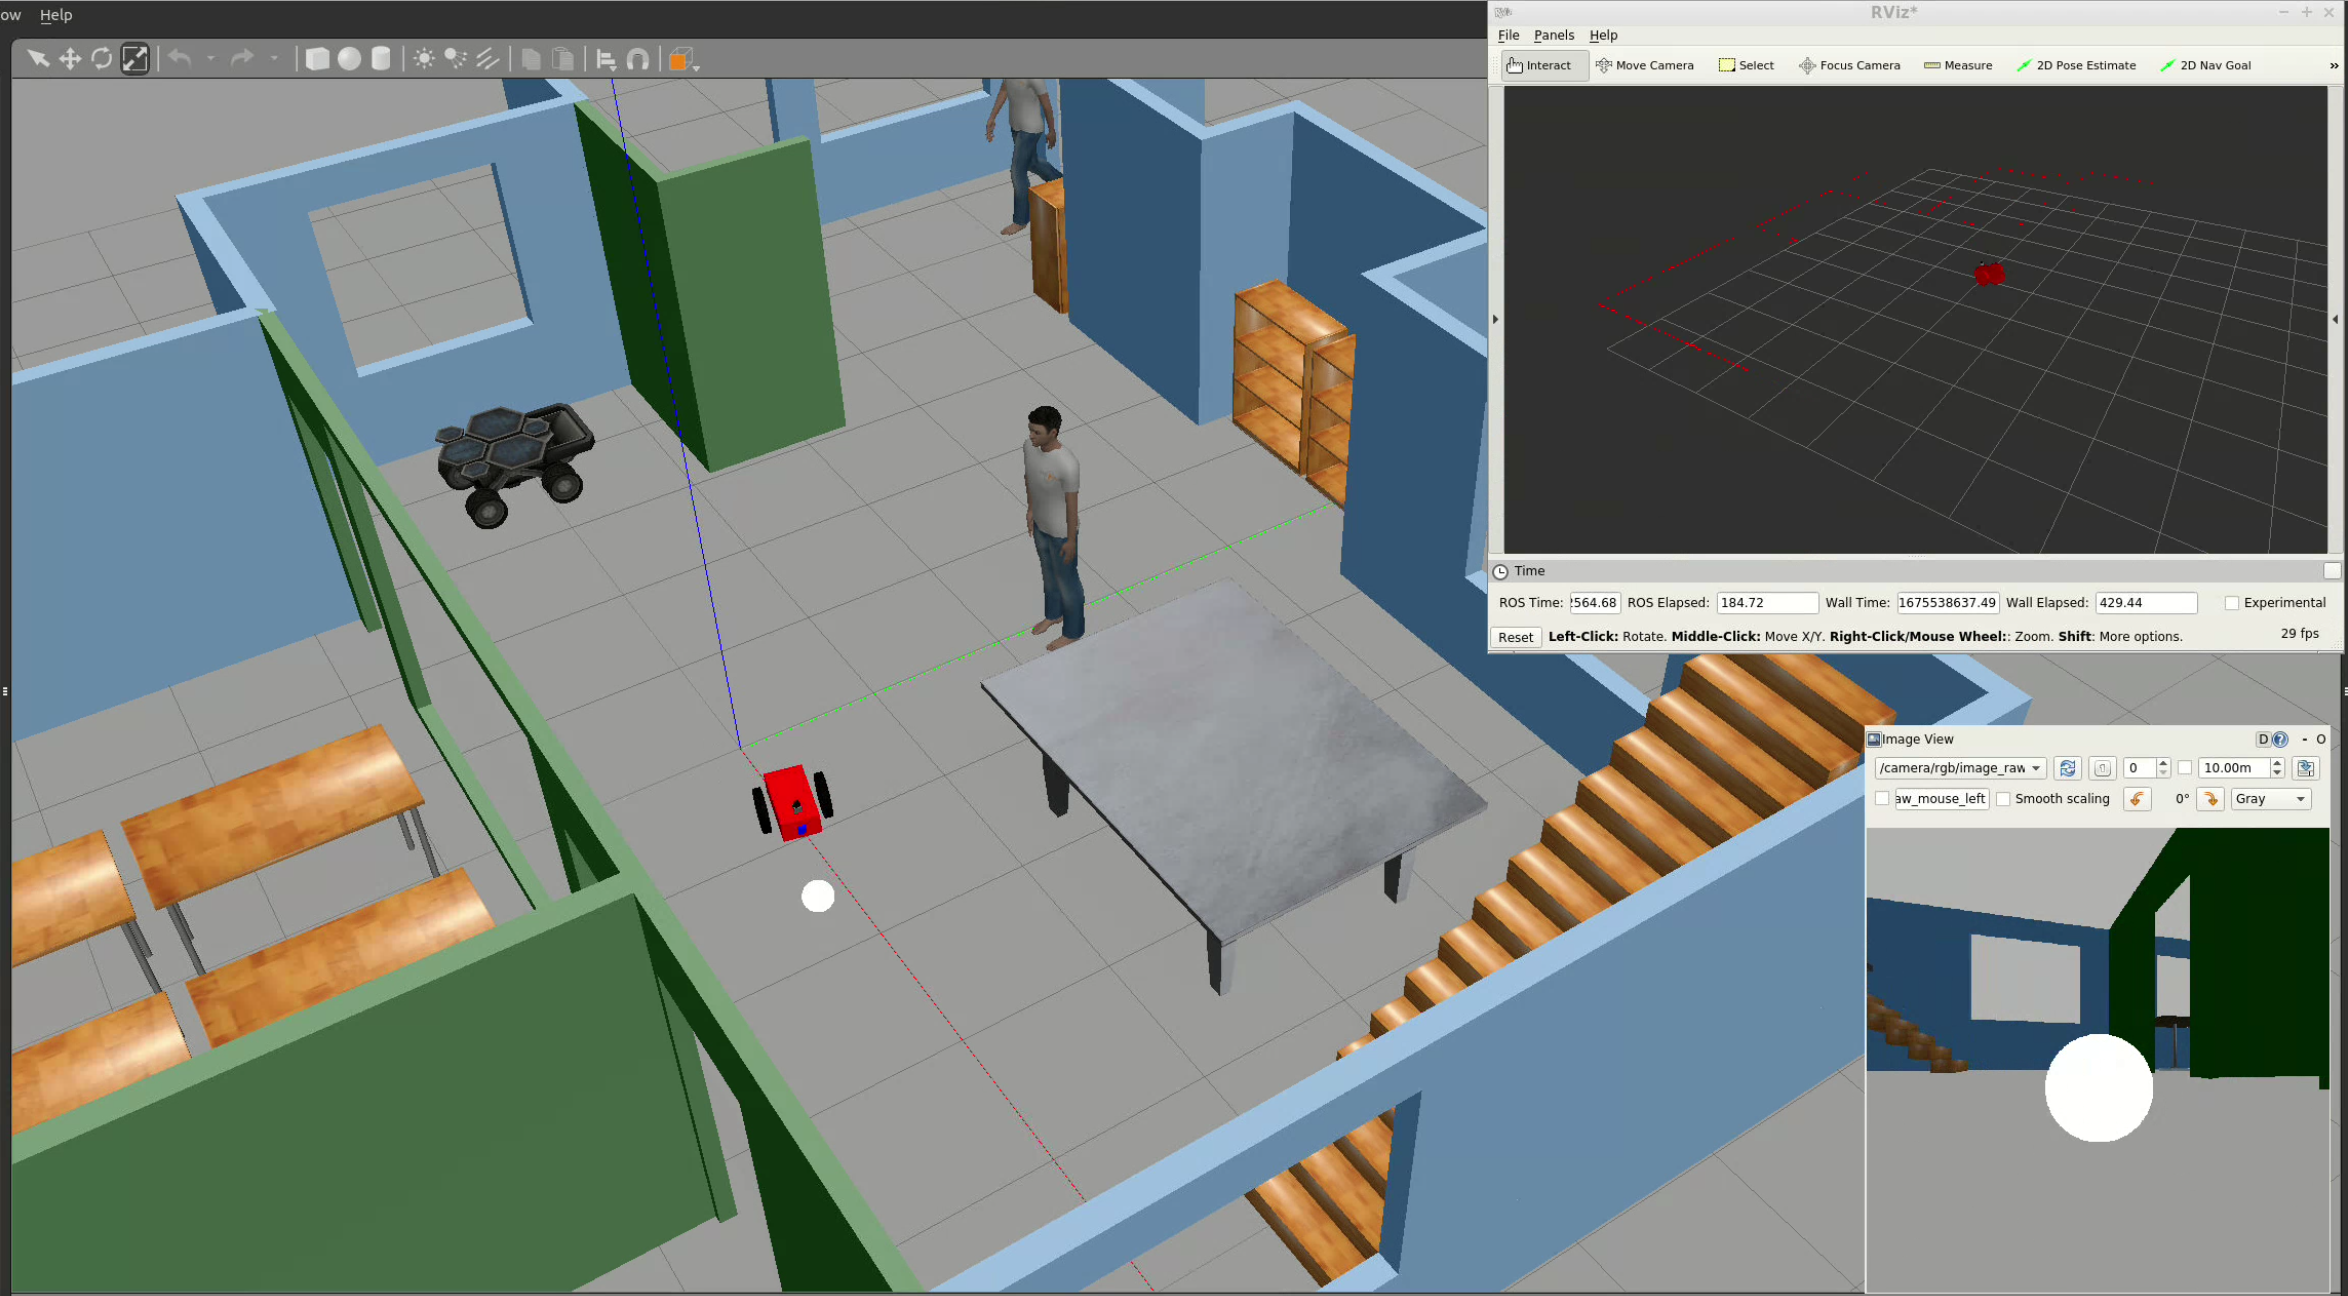 ow Help
RViz*
File Panels Help
Interact Move Camera Select Focus Camera Measure 2D Pose Estimate 2D Nav Goal »
Time
ROS Time: 564.68 ROS Elapsed: 184.72 Wall Time: 1675538637.49 Wall Elapsed: 429.44 Experimental
Reset Left-Click: Rotate. Middle-Click: Move X/Y. Right-Click/Mouse Wheel:: Zoom. Shift: More options. 29 fps
Image View D ? - O
/camera/rgb/image_raw 0 10.00m
aw_mouse_left Smooth scaling 0° Gray